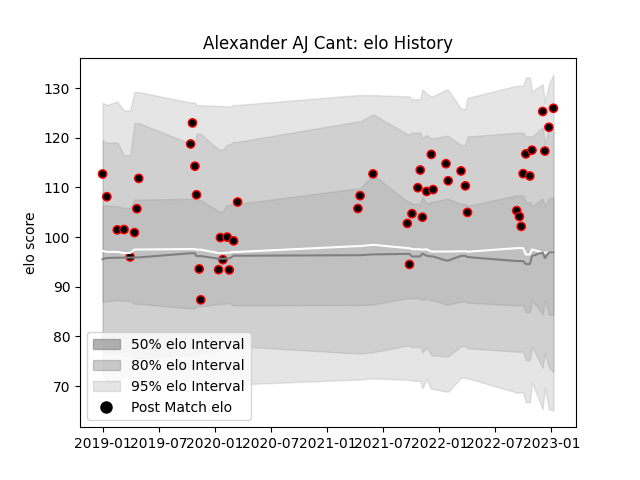 Alexander AJ Cant: elo History
elo score
130
120
110
100
90
80
70
50% elo Interval
80% elo Interval
95% elo Interval
Post Match elo
2019-01 2019-07 2020-01 2020-07 2021-01 2021-07 2022-01 2022-07 2023-01